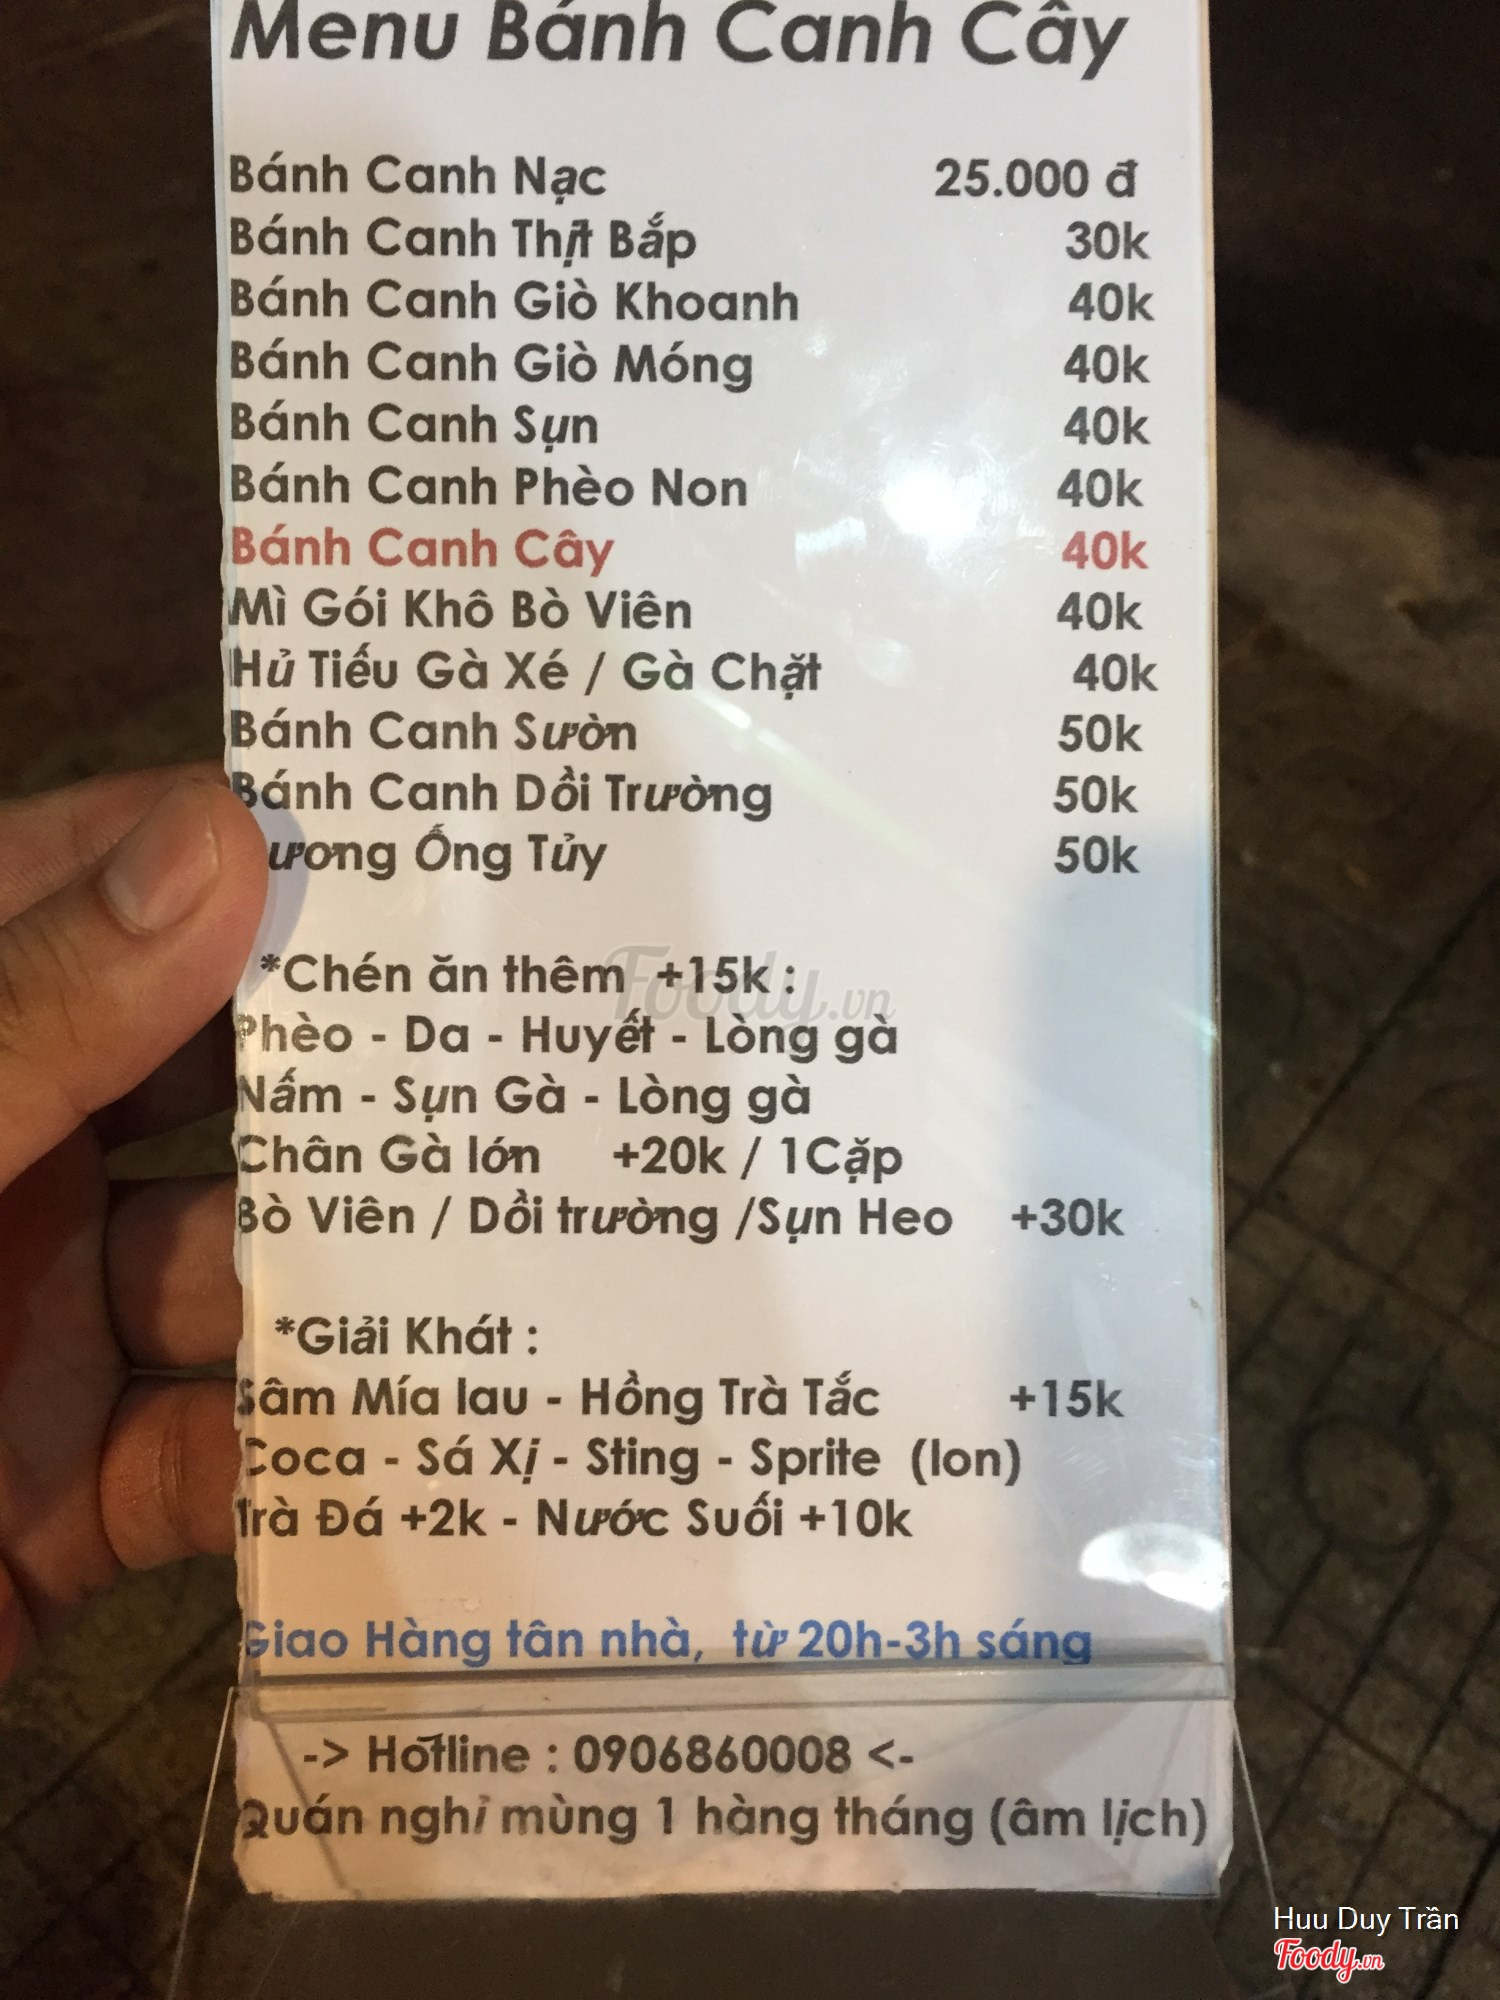 Menu Bánh Canh Cây
Bánh Canh Nạc 25.000 đ
Bánh Canh Thịt Bắp 30k
Bánh Canh Giò Khoanh 40k
Bánh Canh Giò Móng 40k
Bánh Canh Sụn 40k
Bánh Canh Phèo Non 40k
Bánh Canh Cây 40k
Mì Gói Khô Bò Viên 40k
Hủ Tiếu Gà Xé / Gà Chặt 40k
Bánh Canh Sườn 50k
Bánh Canh Dồi Trường 50k
Ống Tủy 50k
*Chén ăn thêm +15k :
Phèo - Da - Huyết - Lòng gà
Nấm - Sụn Gà - Lòng gà
Chân Gà lớn +20k / 1Cặp
Bò Viên / Dồi trường /Sụn Heo +30k
*Giải Khát :
Sâm Mía lau - Hồng Trà Tắc +15k
Coca - Sá Xị - Sting - Sprite (lon)
Trà Đá +2k - Nước Suối +10k
Giao Hàng tân nhà, từ 20h-3h sáng
-> Hotline : 0906860008 <-
Quán nghỉ mùng 1 hàng tháng (âm lịch)
Foody.vn
Huu Duy Trần
Foody.vn